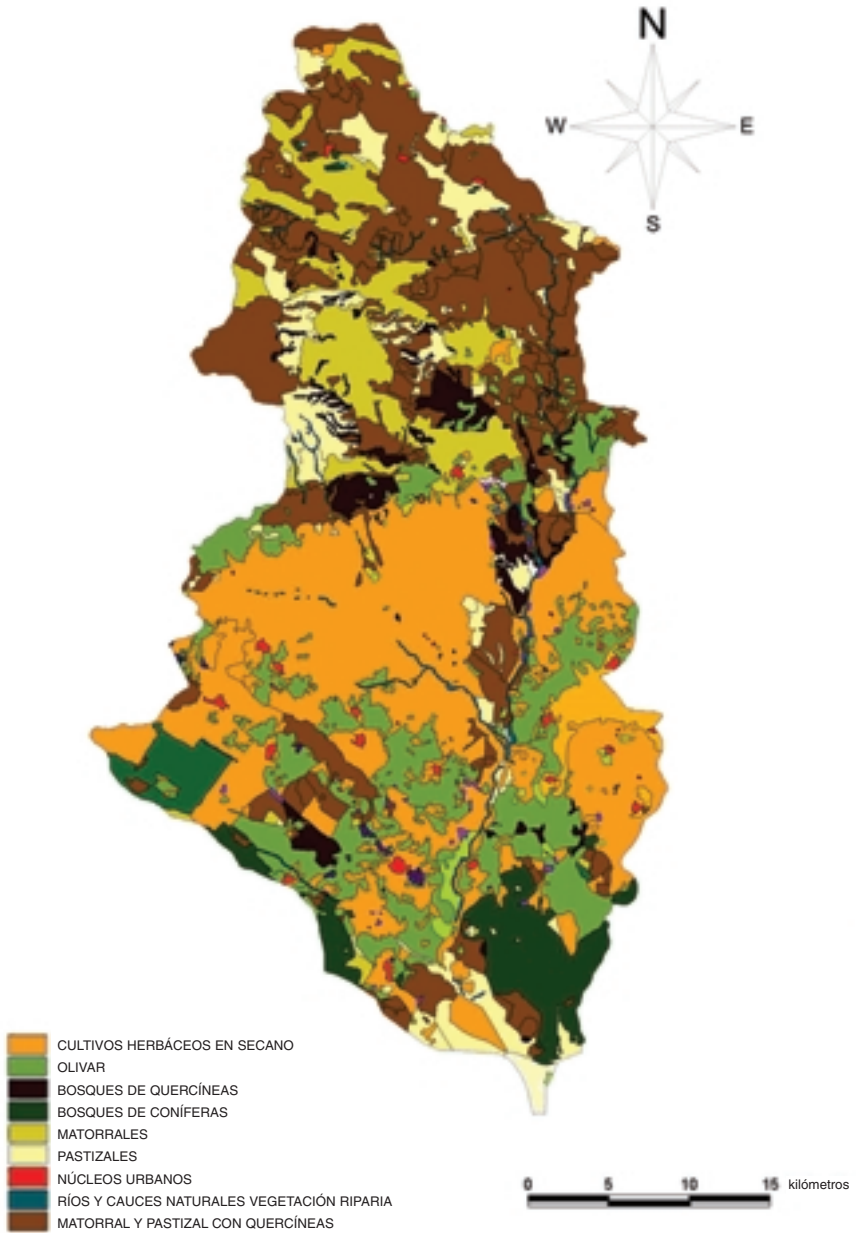 N
W
E
S
CULTIVOS HERBÁCEOS EN SECANO
OLIVAR
BOSQUES DE QUERCÍNEAS
BOSQUES DE CONÍFERAS
MATORRALES
PASTIZALES
NÚCLEOS URBANOS
RÍOS Y CAUCES NATURALES VEGETACIÓN RIPARIA
MATORRAL Y PASTIZAL CON QUERCÍNEAS
0 5 10 15 kilómetros